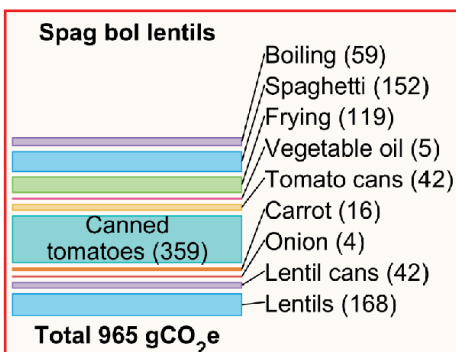 Spag bol lentils
Boiling (59)
Spaghetti (152)
Frying (119)
Vegetable oil (5)
Tomato cans (42)
Canned
tomatoes (359)
Carrot (16)
Onion (4)
Lentil cans (42)
Lentils (168)
Total 965 gCO₂e